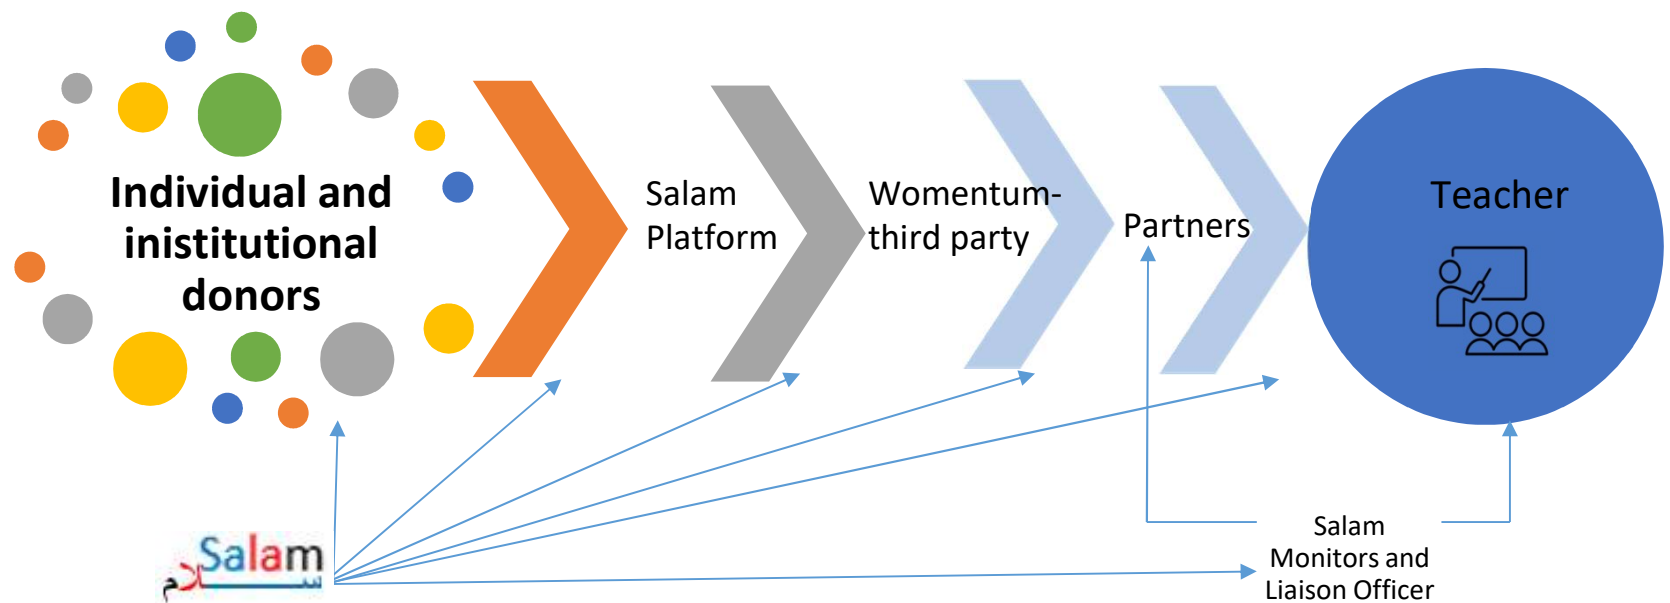 Individual and
inistitutional
donors
Salam
Platform
Womentum-
third party
Partners
Teacher
Salam
سلام
Salam
Monitors and
Liaison Officer